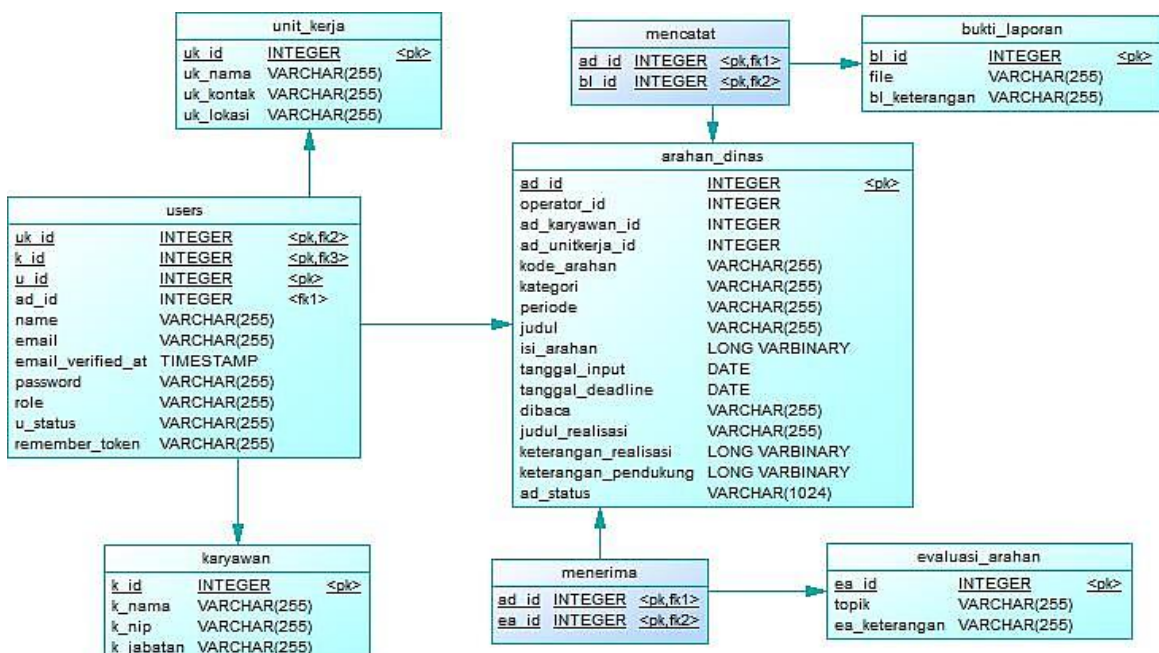 unit_kerja
uk_id INTEGER <pk>
uk_nama VARCHAR(255)
uk_kontak VARCHAR(255)
uk_lokasi VARCHAR(255)
mencatat
ad_id INTEGER <pk,fk1>
bl_id INTEGER <pk,fk2>
bukti_laporan
bl_id INTEGER <pk>
file VARCHAR(255)
bl_keterangan VARCHAR(255)
users
uk_id INTEGER <pk,fk2>
k_id INTEGER <pk,fk3>
u_id INTEGER <pk>
ad_id INTEGER <fk1>
name VARCHAR(255)
email VARCHAR(255)
email_verified_at TIMESTAMP
password VARCHAR(255)
role VARCHAR(255)
u_status VARCHAR(255)
remember_token VARCHAR(255)
arahan_dinas
ad_id INTEGER <pk>
operator_id INTEGER
ad_karyawan_id INTEGER
ad_unitkerja_id INTEGER
kode_arahan VARCHAR(255)
kategori VARCHAR(255)
periode VARCHAR(255)
judul VARCHAR(255)
isi_arahan LONG VARBINARY
tanggal_input DATE
tanggal_deadline DATE
dibaca VARCHAR(255)
judul_realisasi VARCHAR(255)
keterangan_realisasi LONG VARBINARY
keterangan_pendukung LONG VARBINARY
ad_status VARCHAR(1024)
karyawan
k_id INTEGER <pk>
k_nama VARCHAR(255)
k_nip VARCHAR(255)
k_jabatan VARCHAR(255)
menerima
ad_id INTEGER <pk,fk1>
ea_id INTEGER <pk,fk2>
evaluasi_arahan
ea_id INTEGER <pk>
topik VARCHAR(255)
ea_keterangan VARCHAR(255)